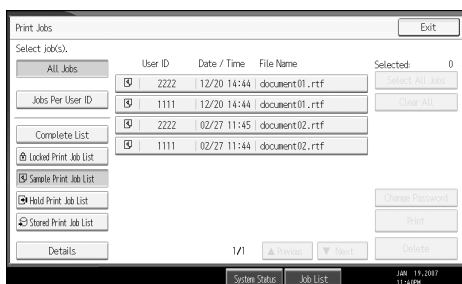 Print Jobs
Exit
Select job(s).
All Jobs
User ID Date / Time File Name
Selected: 0
2222 12/20 14:44 document01.rtf
Select All Jobs
Jobs Per User ID
1111 12/20 14:44 document01.rtf
Clear All
2222 02/27 11:45 document02.rtf
Complete List
1111 02/27 11:44 document02.rtf
Locked Print Job List
Sample Print Job List
Hold Print Job List
Change Password
Stored Print Job List
Print
Details
1/1
▲ Previous
▼ Next
Delete
System Status
Job List
JAN 19,2007
11:40PM